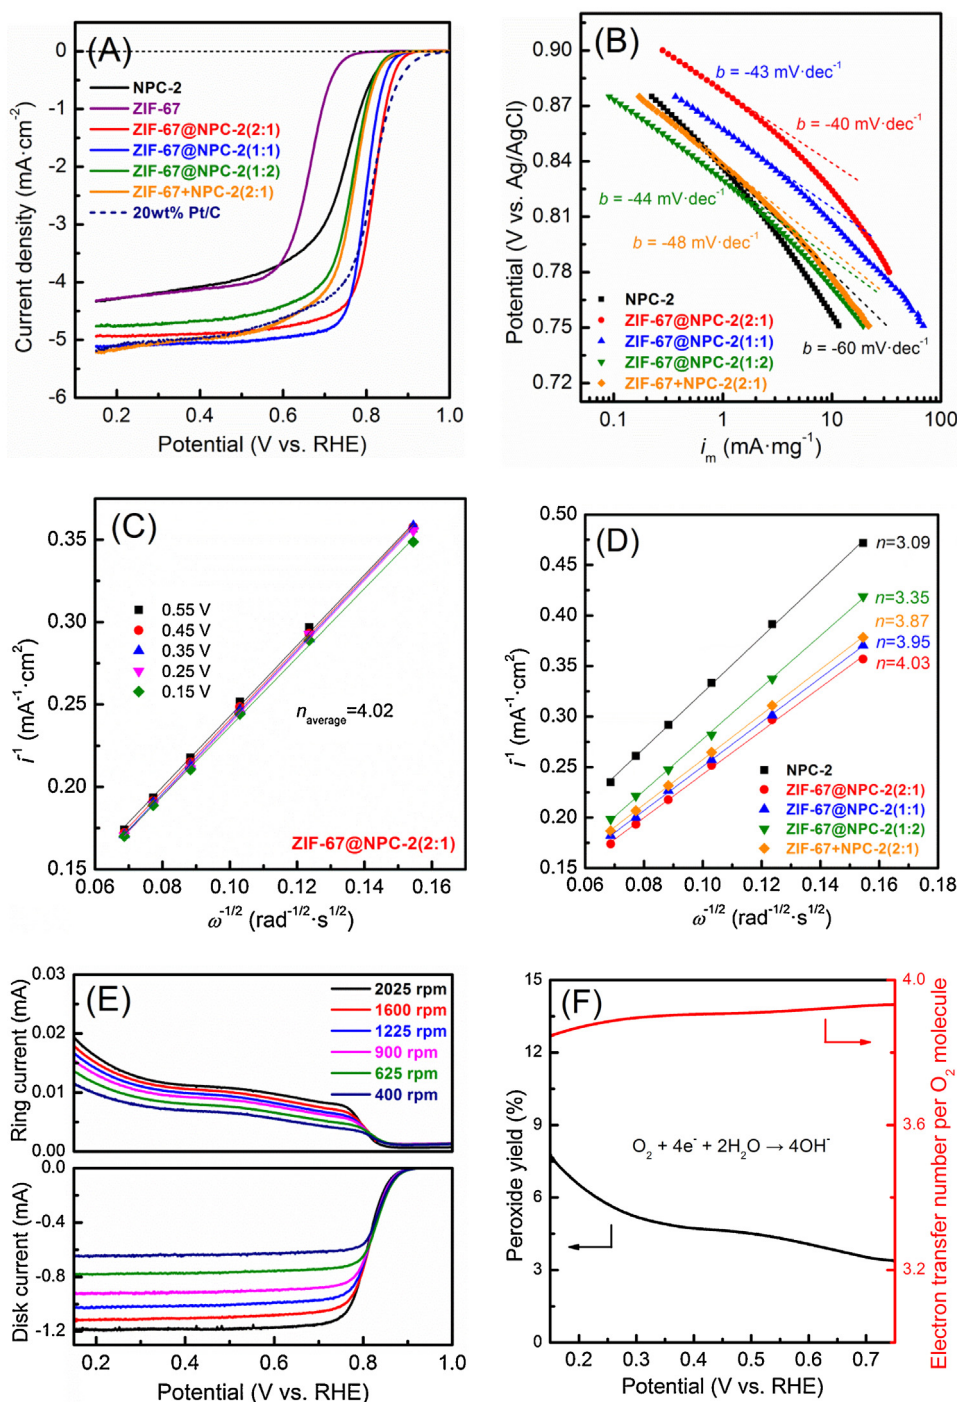 (A)
0
-1
-2
-3
-4
-5
-6
Current density (mA·cm-2)
NPC-2
ZIF-67
ZIF-67@NPC-2(2:1)
ZIF-67@NPC-2(1:1)
ZIF-67@NPC-2(1:2)
ZIF-67+NPC-2(2:1)
20wt% Pt/C
0.2 0.4 0.6 0.8 1.0
Potential (V vs. RHE)
(B)
0.90
0.87
0.84
0.81
0.78
0.75
0.72
Potential (V vs. Ag/AgCl)
b = -43 mV·dec-1
b = -40 mV·dec-1
b = -44 mV·dec-1
b = -48 mV·dec-1
b = -60 mV·dec-1
NPC-2
ZIF-67@NPC-2(2:1)
ZIF-67@NPC-2(1:1)
ZIF-67@NPC-2(1:2)
ZIF-67+NPC-2(2:1)
0.1 1 10 100
im (mA·mg-1)
(C)
0.35
0.30
0.25
0.20
0.15
i-1 (mA-1·cm2)
0.55 V
0.45 V
0.35 V
0.25 V
0.15 V
naverage=4.02
ZIF-67@NPC-2(2:1)
0.06 0.08 0.10 0.12 0.14 0.16
ω-1/2 (rad-1/2·s1/2)
(D)
0.50
0.45
0.40
0.35
0.30
0.25
0.20
0.15
i-1 (mA-1·cm2)
n=3.09
n=3.35
n=3.87
n=3.95
n=4.03
NPC-2
ZIF-67@NPC-2(2:1)
ZIF-67@NPC-2(1:1)
ZIF-67@NPC-2(1:2)
ZIF-67+NPC-2(2:1)
0.06 0.08 0.10 0.12 0.14 0.16 0.18
ω-1/2 (rad-1/2·s1/2)
(E)
0.03
0.02
0.01
0.00
Ring current (mA)
2025 rpm
1600 rpm
1225 rpm
900 rpm
625 rpm
400 rpm
0.0
-0.4
-0.8
-1.2
Disk current (mA)
0.2 0.4 0.6 0.8 1.0
Potential (V vs. RHE)
(F)
15
12
9
6
3
0
Peroxide yield (%)
O2 + 4e- + 2H2O → 4OH-
4.0
3.6
3.2
Electron transfer number per O2 molecule
0.2 0.3 0.4 0.5 0.6 0.7
Potential (V vs. RHE)